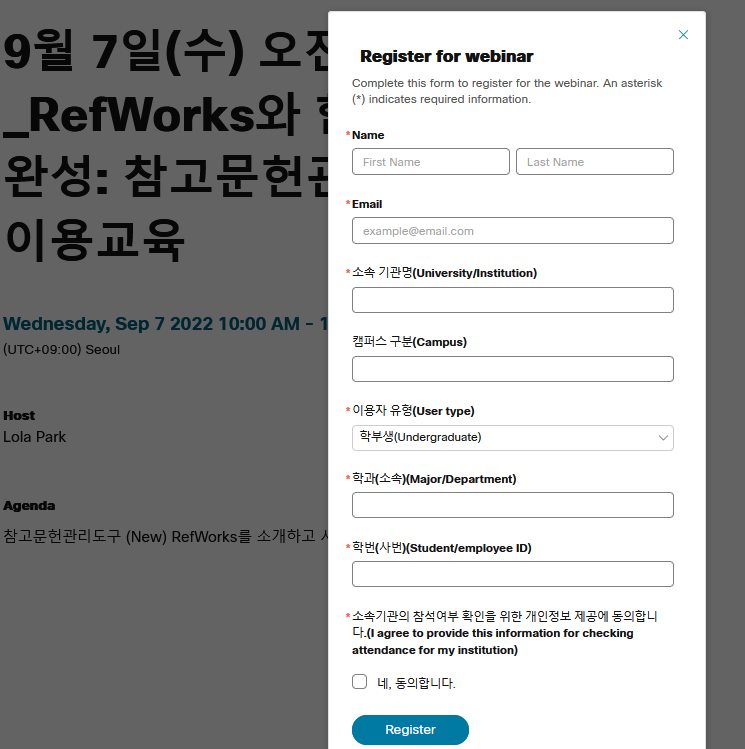 9월 7일(수) 오전
_RefWorks와
완성: 참고문헌관
이용교육
Wednesday, Sep 7 2022 10:00 AM - 1
(UTC+09:00) Seoul
Host
Lola Park
Agenda
참고문헌관리도구 (New) RefWorks를 소개하고
Register for webinar
Complete this form to register for the webinar. An asterisk
(*) indicates required information.
*Name
First Name Last Name
*Email
example@email.com
*소속 기관명(University/Institution)
캠퍼스 구분(Campus)
*이용자 유형(User type)
학부생(Undergraduate)
*학과(소속)(Major/Department)
*학번(사번)(Student/employee ID)
*소속기관의 참석여부 확인을 위한 개인정보 제공에 동의합니
다.(I agree to provide this information for checking
attendance for my institution)
네, 동의합니다.
Register